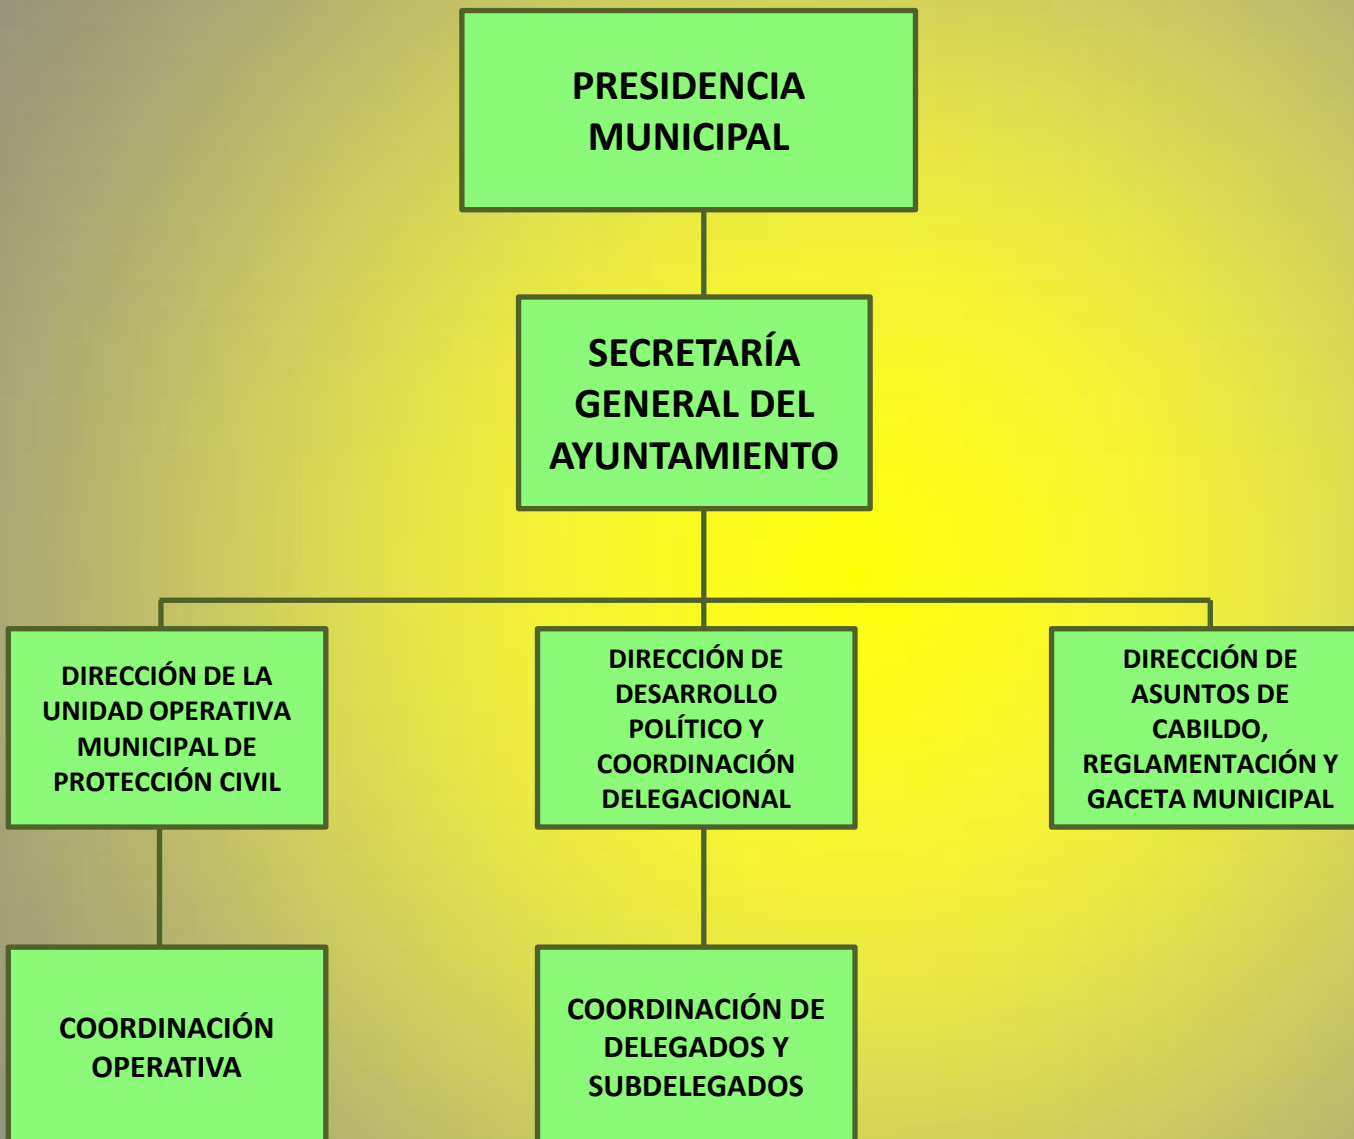 PRESIDENCIA
MUNICIPAL
SECRETARÍA
GENERAL DEL
AYUNTAMIENTO
DIRECCIÓN DE LA
UNIDAD OPERATIVA
MUNICIPAL DE
PROTECCIÓN CIVIL
DIRECCIÓN DE
DESARROLLO
POLÍTICO Y
COORDINACIÓN
DELEGACIONAL
DIRECCIÓN DE
ASUNTOS DE
CABILDO,
REGLAMENTACIÓN Y
GACETA MUNICIPAL
COORDINACIÓN
OPERATIVA
COORDINACIÓN DE
DELEGADOS Y
SUBDELEGADOS